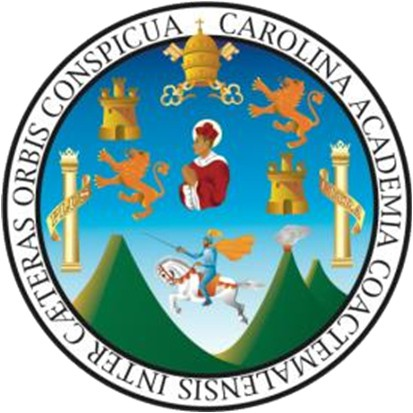 CAROLINA ACADEMIA COACTEMALENSIS INTER CÆTERAS ORBIS CONSPICUA